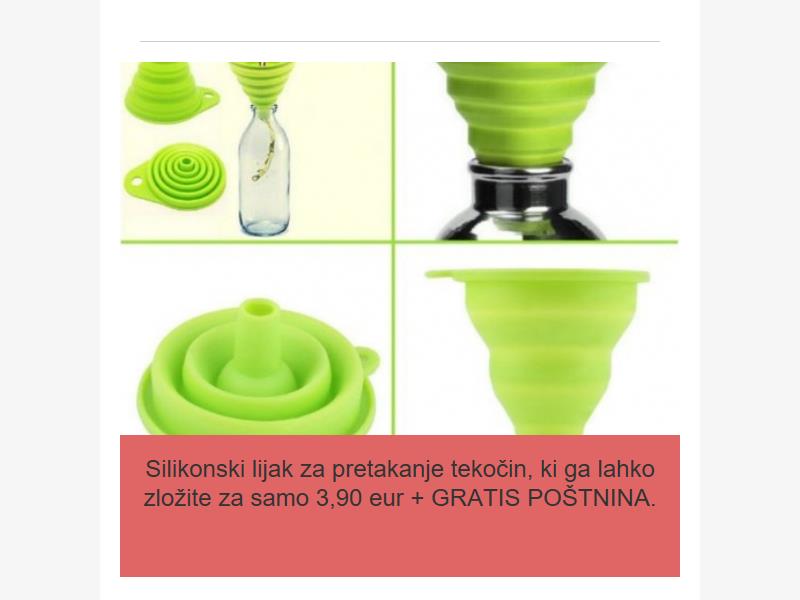 Silikonski lijak za pretakanje tekočin, ki ga lahko
zložite za samo 3,90 eur + GRATIS POŠTNINA.